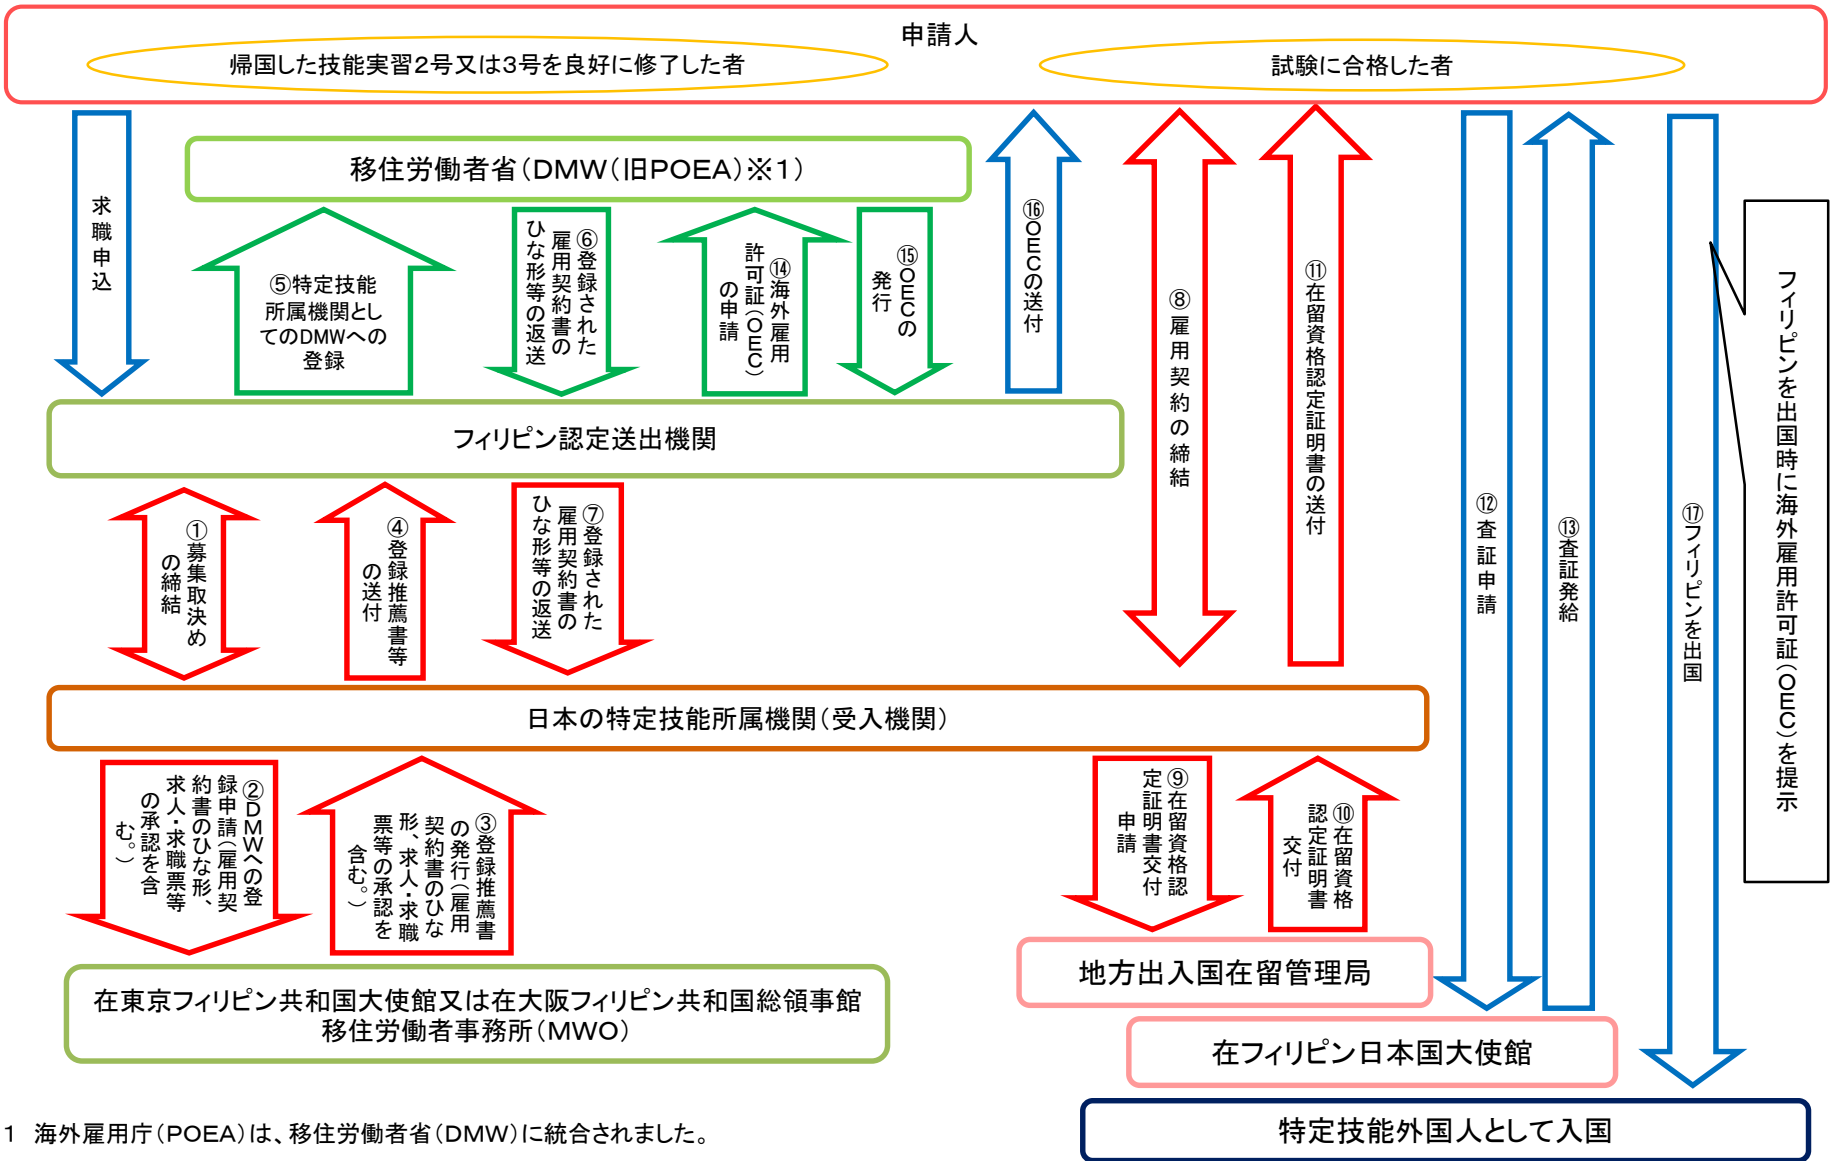 申請人
帰国した技能実習２号又は３号を良好に修了した者
試験に合格した者
求職申込
移住労働者省（DMW（旧POEA）※１）
⑤特定技能
所属機関とし
てのDMWへの
登録
⑥登録された
雇用契約書の
ひな形等の返送
⑭海外雇用
許可証（OEC）
の申請
⑮OECの
発行
⑯OECの送付
⑧雇用契約の締結
⑪在留資格認定証明書の送付
フィリピンを出国時に海外雇用許可証（OEC）を提示
フィリピン認定送出機関
①募集取決め
の締結
④登録推薦書等
の送付
⑦登録された
雇用契約書の
ひな形等の返送
⑫査証申請
⑬査証発給
⑰フィリピンを出国
日本の特定技能所属機関（受入機関）
②DMWへの登
録申請（雇用契
約書のひな形、
求人・求職票等
の承認を含
む。）
③登録推薦書
の発行（雇用
契約書のひな
形、求人・求職
票等の承認を
含む。）
⑨在留資格認
定証明書交付
申請
⑩在留資格
認定証明書
交付
地方出入国在留管理局
在東京フィリピン共和国大使館又は在大阪フィリピン共和国総領事館
移住労働者事務所（MWO）
在フィリピン日本国大使館
特定技能外国人として入国
1 海外雇用庁（POEA）は、移住労働者省（DMW）に統合されました。